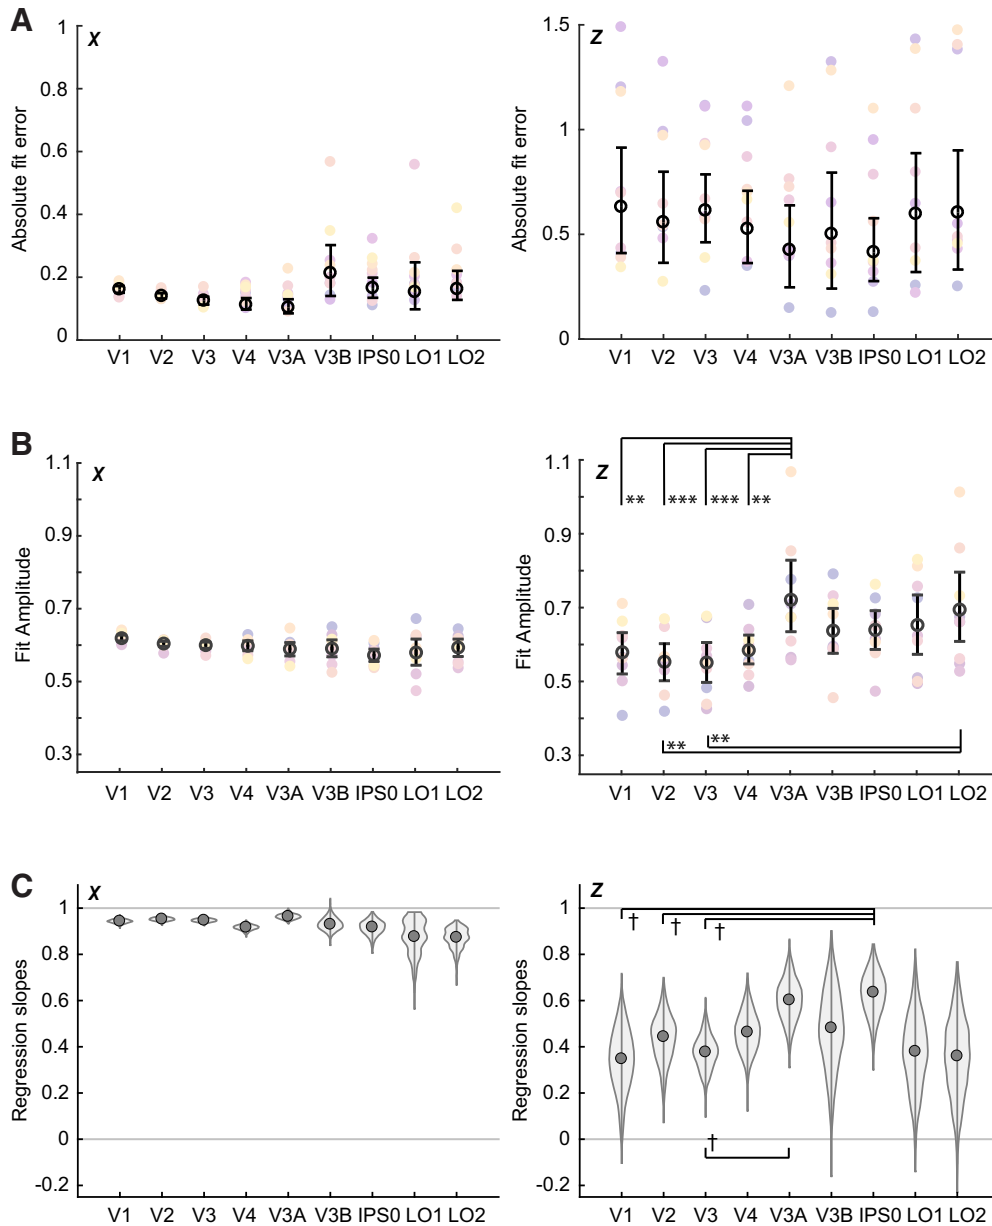 A
X
Absolute fit error
1
0.8
0.6
0.4
0.2
0
V1 V2 V3 V4 V3A V3B IPS0 LO1 LO2
Z
Absolute fit error
1.5
1
0.5
0
V1 V2 V3 V4 V3A V3B IPS0 LO1 LO2
B
X
Fit Amplitude
1.1
0.9
0.7
0.5
0.3
V1 V2 V3 V4 V3A V3B IPS0 LO1 LO2
Z
Fit Amplitude
1.1
0.9
0.7
0.5
0.3
** *** *** **
** **
V1 V2 V3 V4 V3A V3B IPS0 LO1 LO2
C
X
Regression slopes
1
0.8
0.6
0.4
0.2
0
-0.2
V1 V2 V3 V4 V3A V3B IPS0 LO1 LO2
Z
Regression slopes
1
0.8
0.6
0.4
0.2
0
-0.2
† † †
†
V1 V2 V3 V4 V3A V3B IPS0 LO1 LO2